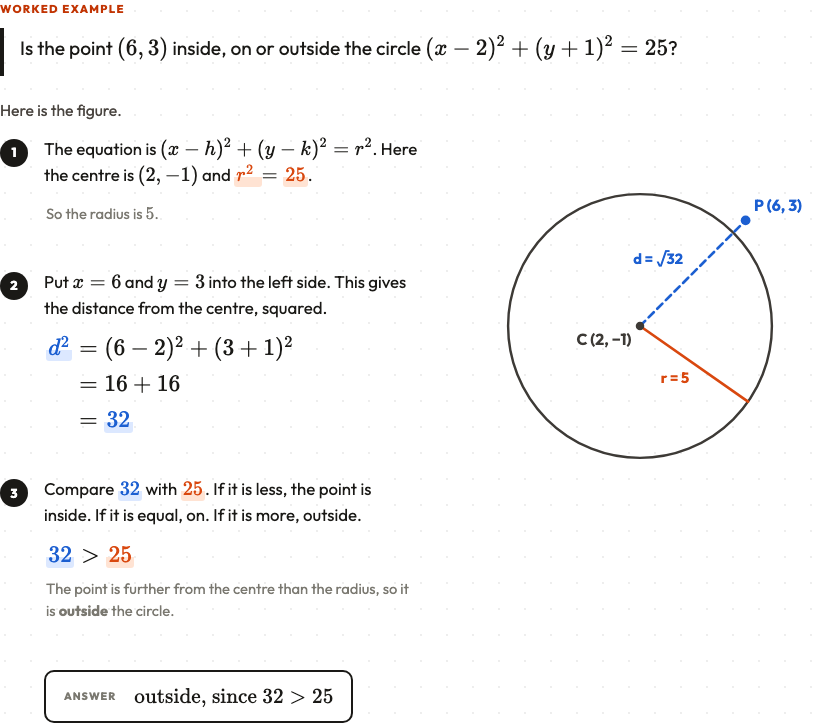 WORKED EXAMPLE
Is the point (6, 3) inside, on or outside the circle (x − 2)² + (y + 1)² = 25?
Here is the figure.
1
The equation is (x − h)² + (y − k)² = r². Here
the centre is (2, −1) and r² = 25.
So the radius is 5.
2
Put x = 6 and y = 3 into the left side. This gives
the distance from the centre, squared.
d² = (6 − 2)² + (3 + 1)²
= 16 + 16
= 32
3
Compare 32 with 25. If it is less, the point is
inside. If it is equal, on. If it is more, outside.
32 > 25
The point is further from the centre than the radius, so it
is outside the circle.
ANSWER outside, since 32 > 25
P (6, 3)
d = √32
C (2, −1)
r = 5